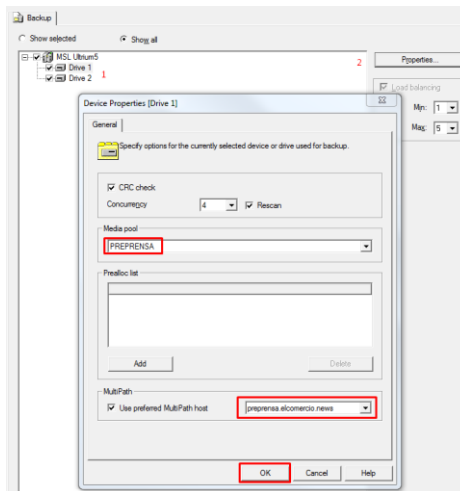 Backup
Show selected Show all
MSL Ultrium5
Drive 1
Drive 2
1
2
Properties...
Load balancing
Min: 1
Max: 5
Device Properties [Drive 1]
General
Specify options for the currently selected device or drive used for backup.
CRC check
Concurrency 4 Rescan
Media pool
PREPRENSA
Prealloc list
Add Delete
MultiPath
Use preferred MultiPath host preprensa.elcomercio.news
OK Cancel Help